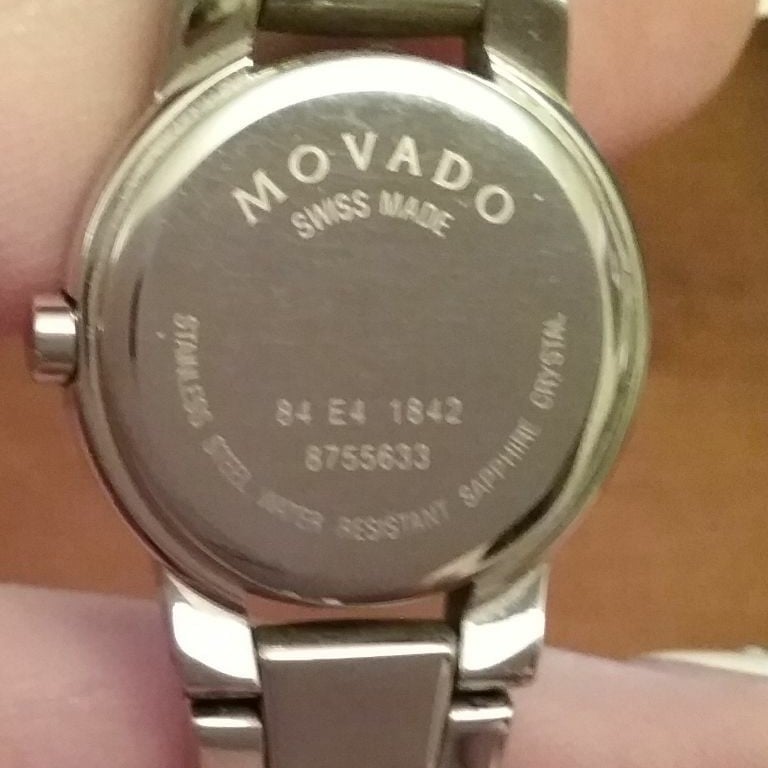 MOVADO
SWISS MADE
84 E4 1842
8755633
STAINLESS STEEL WATER RESISTANT SAPPHIRE CRYSTAL